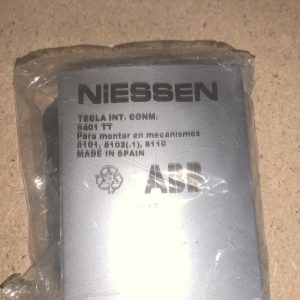 NIESSEN
TECLA INT. CONM.
8401 TT
Para montar en mecanismos
8101, 8102(.1), 8110
MADE IN SPAIN
ABB